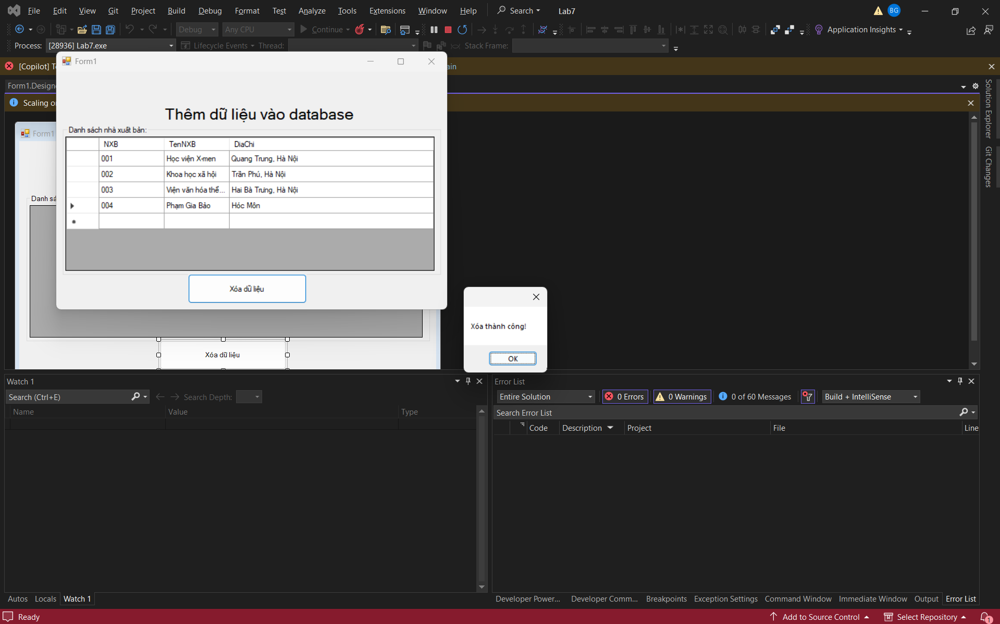 File Edit View Git Project Build Debug Format Test Analyze Tools Extensions Window Help Search Lab7 BG
Debug Any CPU Continue Application Insights
Process: [28936] Lab7.exe Lifecycle Events Thread: Stack Frame:
[Copilot] ain
Form1.Design
Scaling
Form1
Danh
Xóa dữ liệu
Form1
Thêm dữ liệu vào database
Danh sách nhà xuất bản:
NXB TenNXB DiaChi
001 Học viện X-men Quang Trung, Hà Nội
002 Khoa học xã hội Trần Phú, Hà Nội
003 Viện văn hóa thể... Hai Bà Trưng, Hà Nội
004 Phạm Gia Bảo Hóc Môn
Xóa dữ liệu
Xóa thành công!
OK
Solution Explorer
Git Changes
Watch 1
Search (Ctrl+E) Search Depth:
Name Value Type
Autos Locals Watch 1
Error List
Entire Solution 0 Errors 0 Warnings 0 of 60 Messages Build + IntelliSense
Search Error List
Code Description Project File Line
Developer Power... Developer Comm... Breakpoints Exception Settings Command Window Immediate Window Output Error List
Ready Add to Source Control Select Repository 1